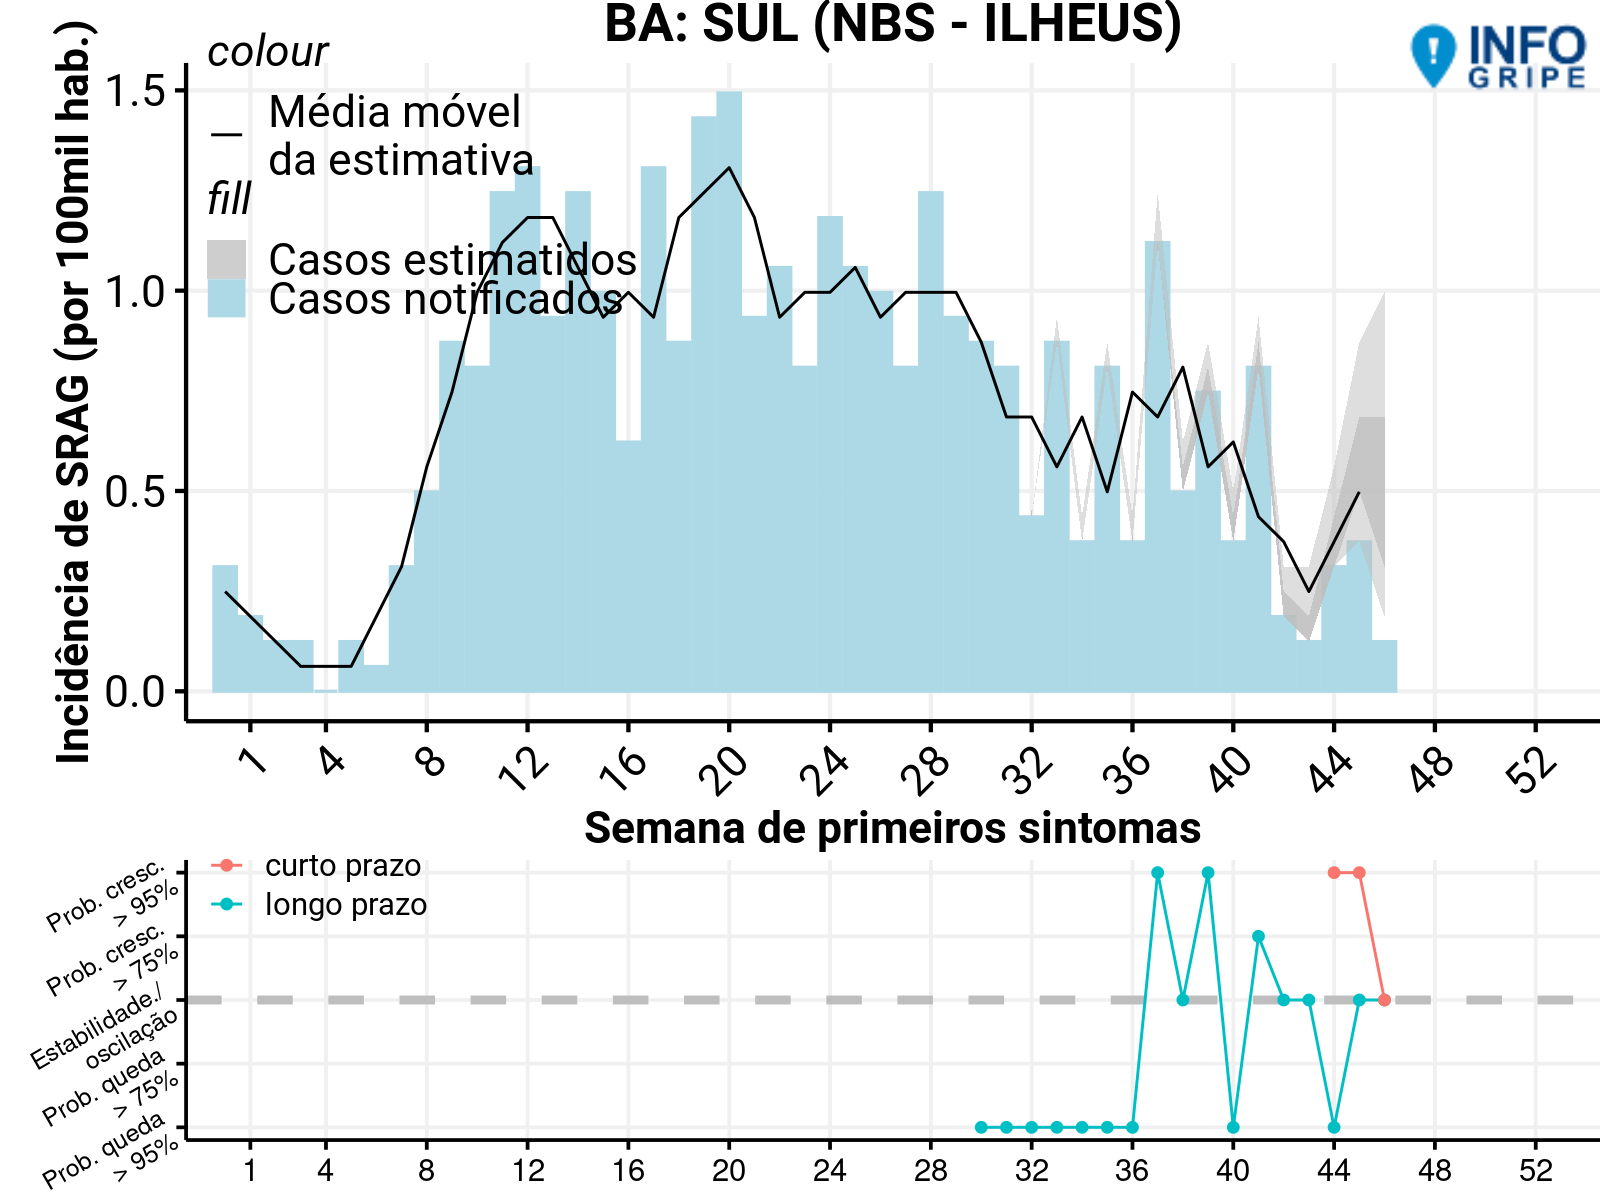 BA: SUL (NBS - ILHEUS)
INFO
GRIPE
colour
Média móvel
da estimativa
fill
Casos estimatidos
Casos notificados
Incidência de SRAG (por 100mil hab.)
1.5
1.0
0.5
0.0
1 4 8 12 16 20 24 28 32 36 40 44 48 52
Semana de primeiros sintomas
curto prazo
longo prazo
Prob. cresc.
> 95%
Prob. cresc.
> 75%
Estabilidade./
oscilação
Prob. queda
> 75%
Prob. queda
> 95%
1 4 8 12 16 20 24 28 32 36 40 44 48 52